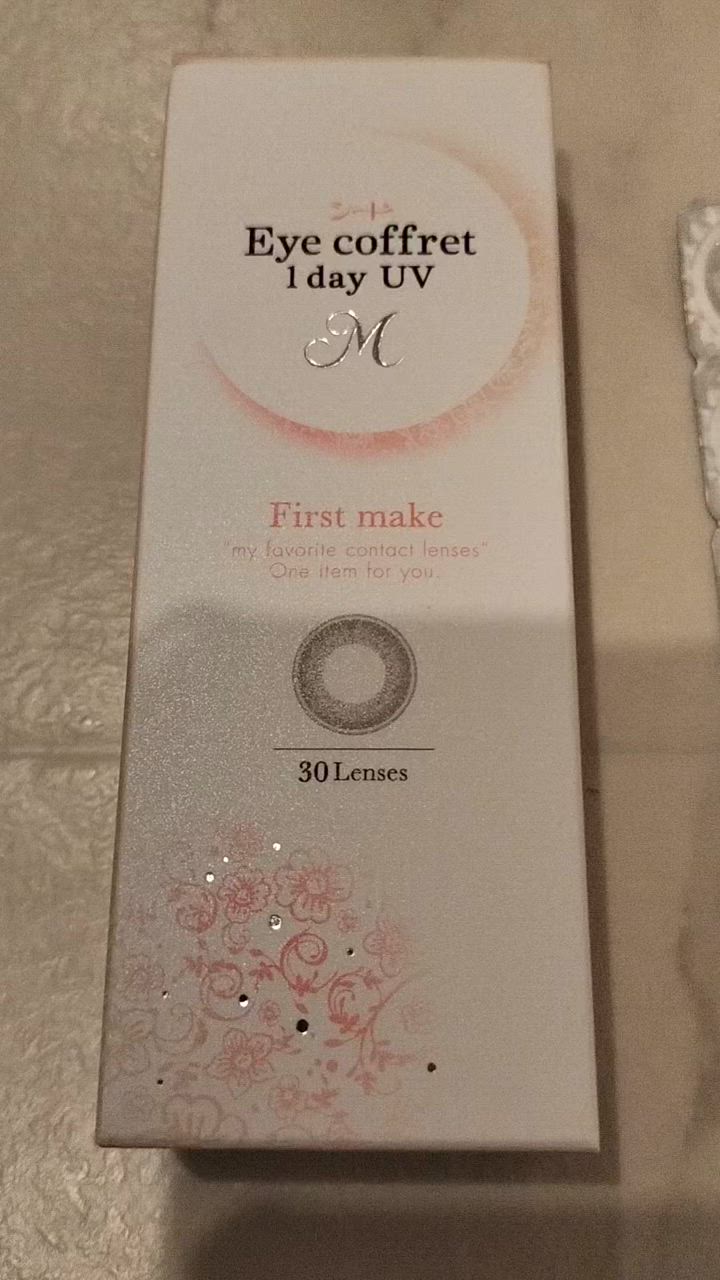 シード
Eye coffret
1 day UV
M
First make
"my favorite contact lenses"
One item for you.
30 Lenses